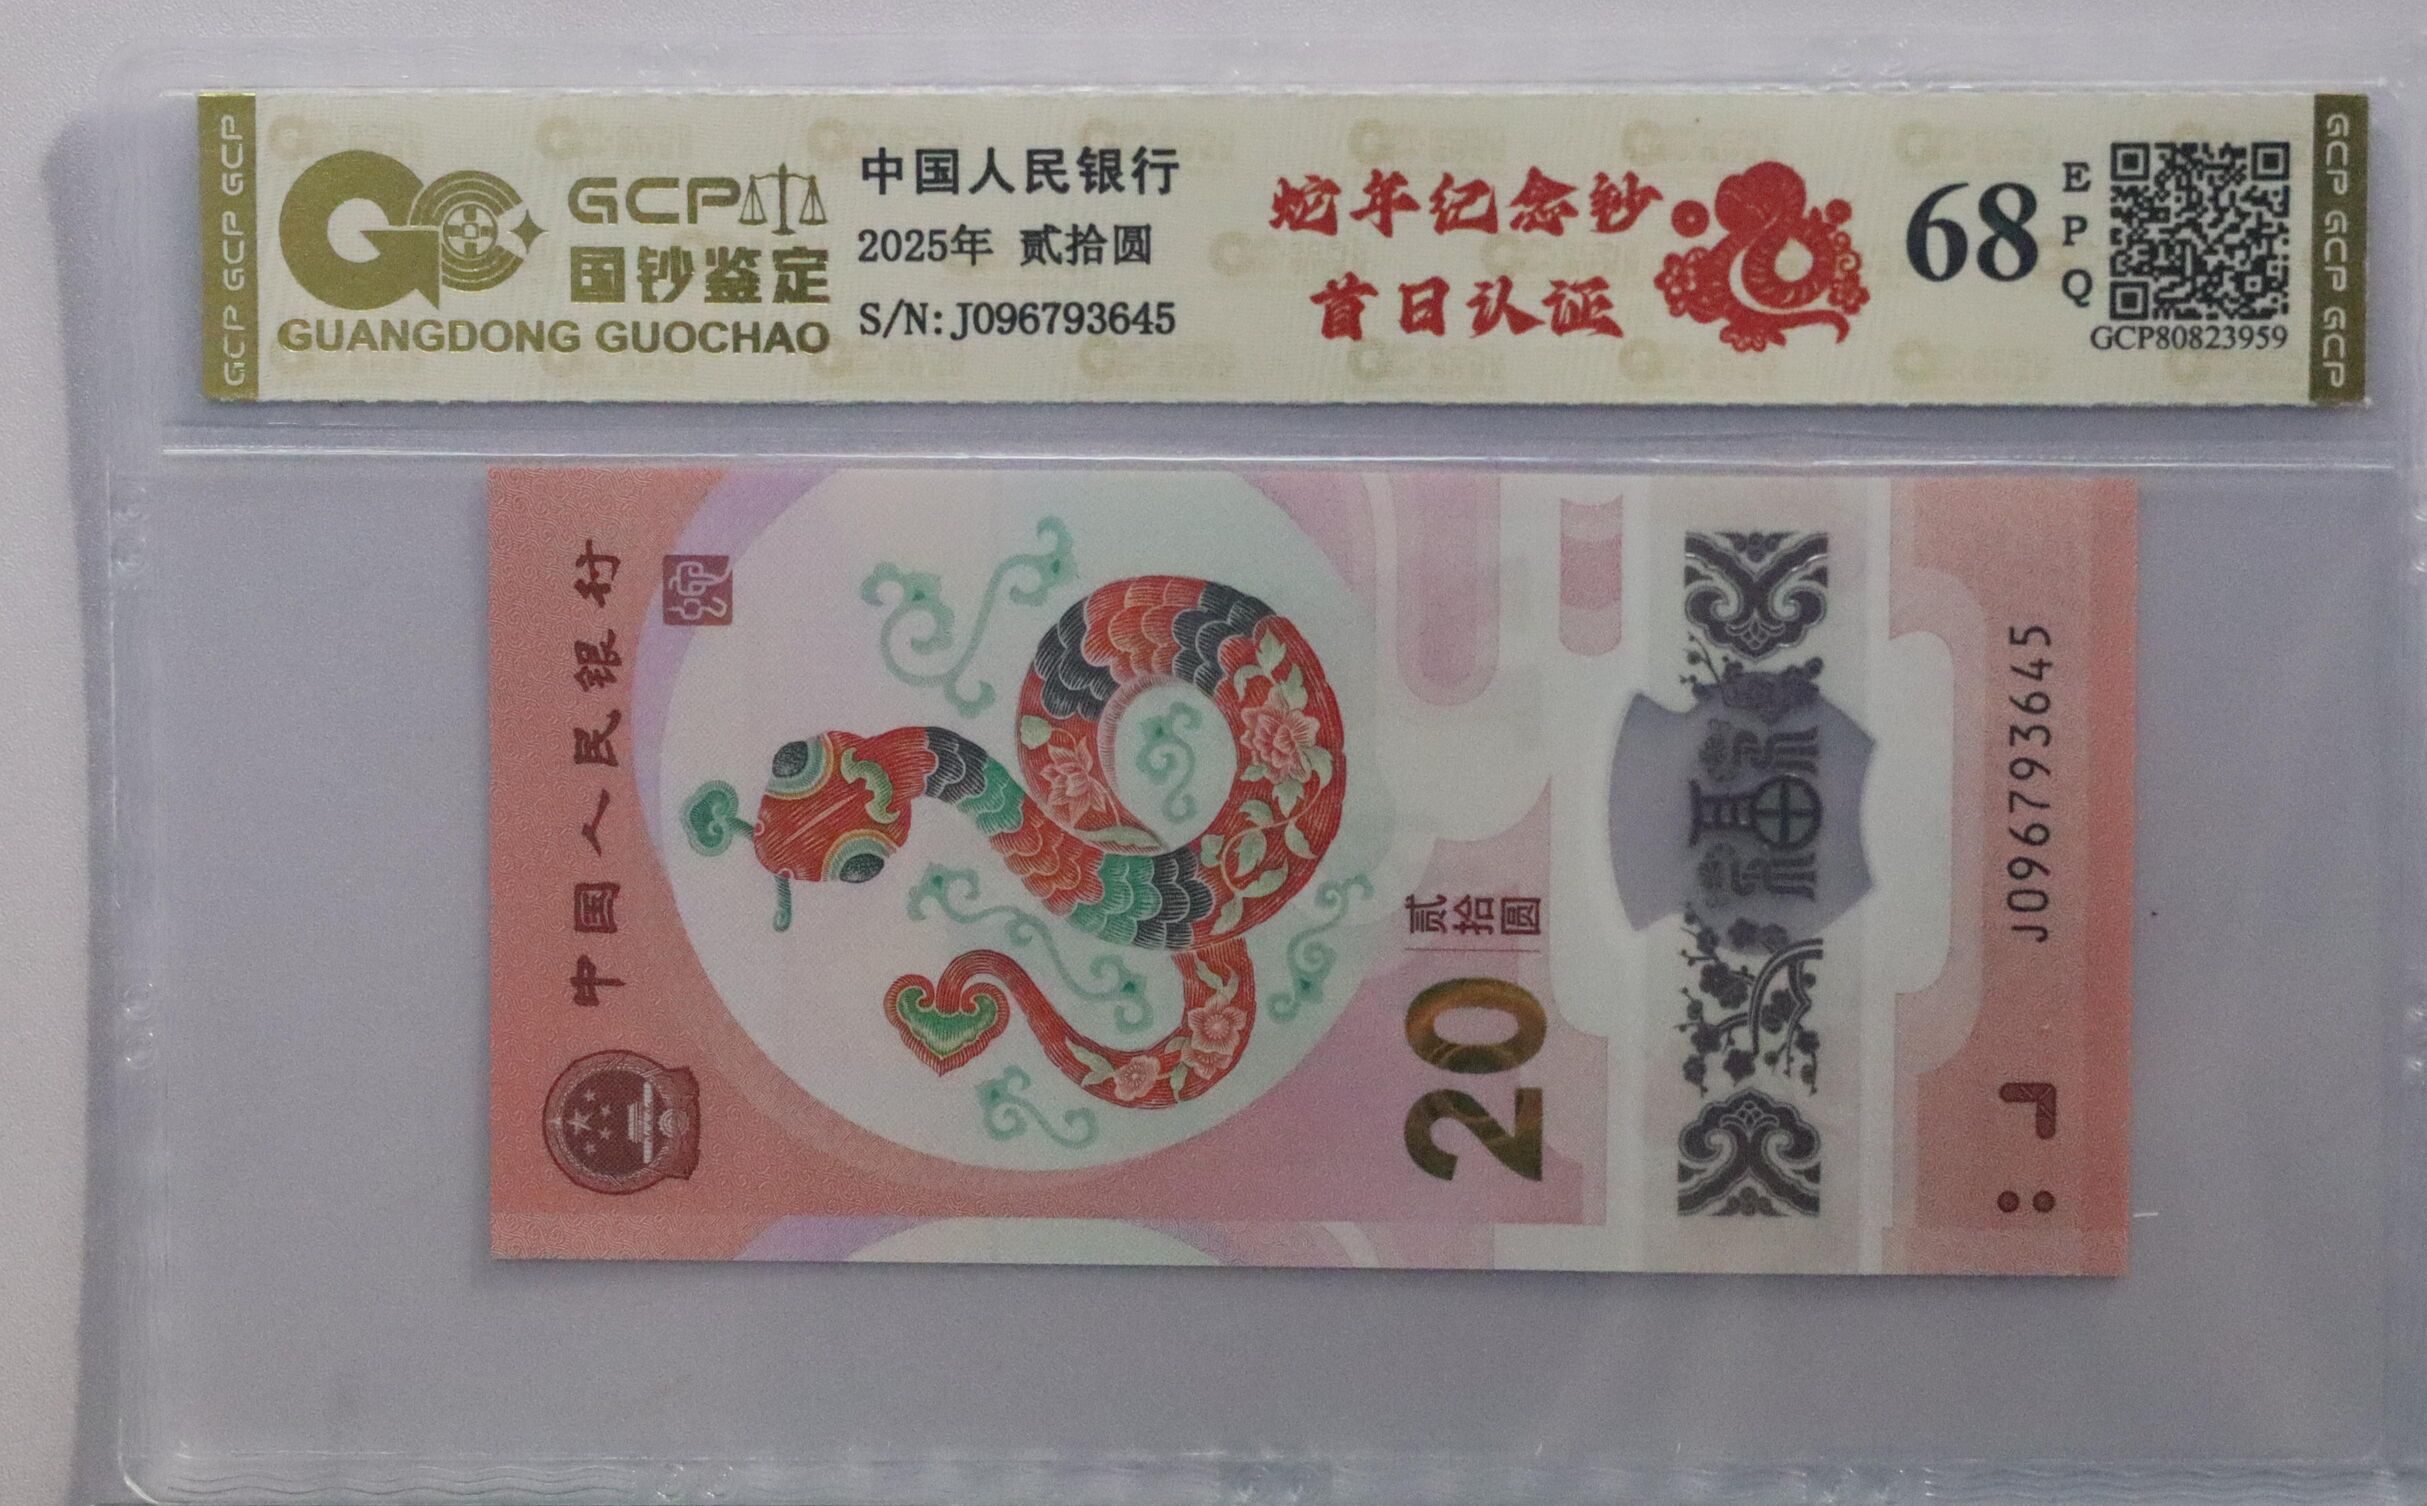 GCP GCP GCP
GCP
国钞鉴定
GUANGDONG GUOCHAO
中国人民银行
2025年 贰拾圆
S/N:J096793645
蛇年纪念钞
首日认证
68
EPQ
GCP80823959
GCP GCP GCP
中国人民银行
20
贰拾圆
福
J096793645